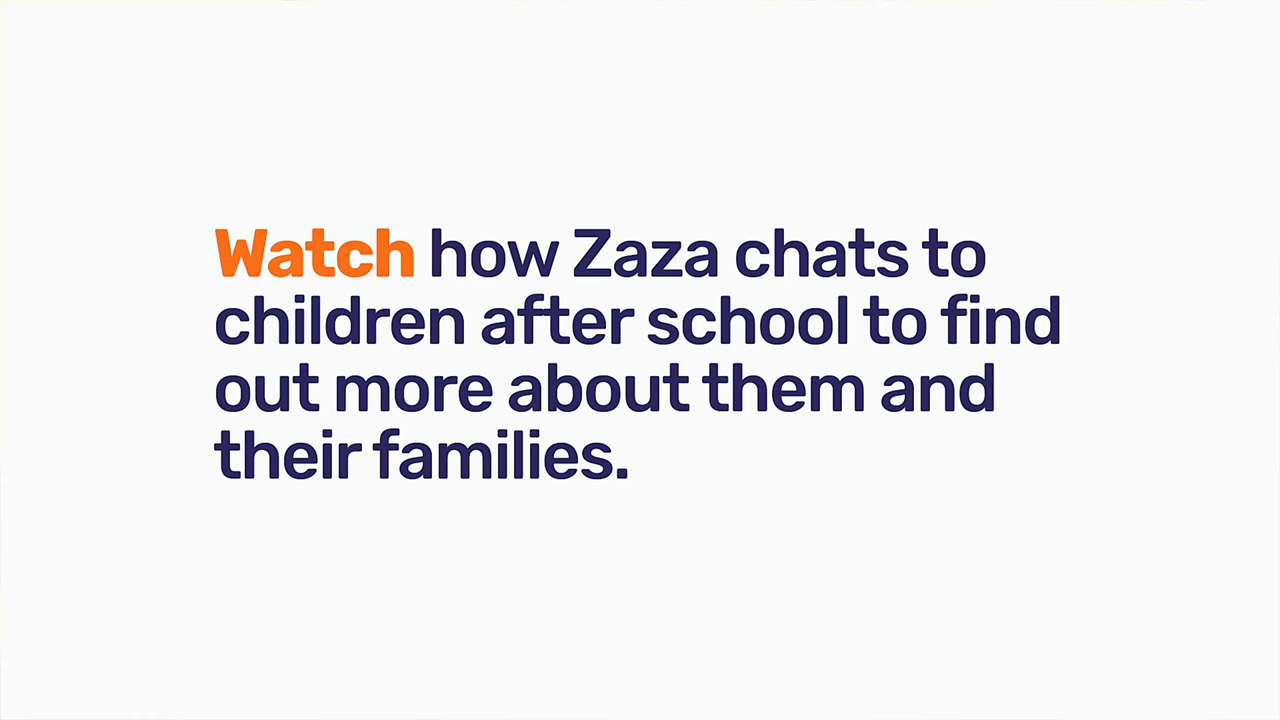 Watch how Zaza chats to
children after school to find
out more about them and
their families.